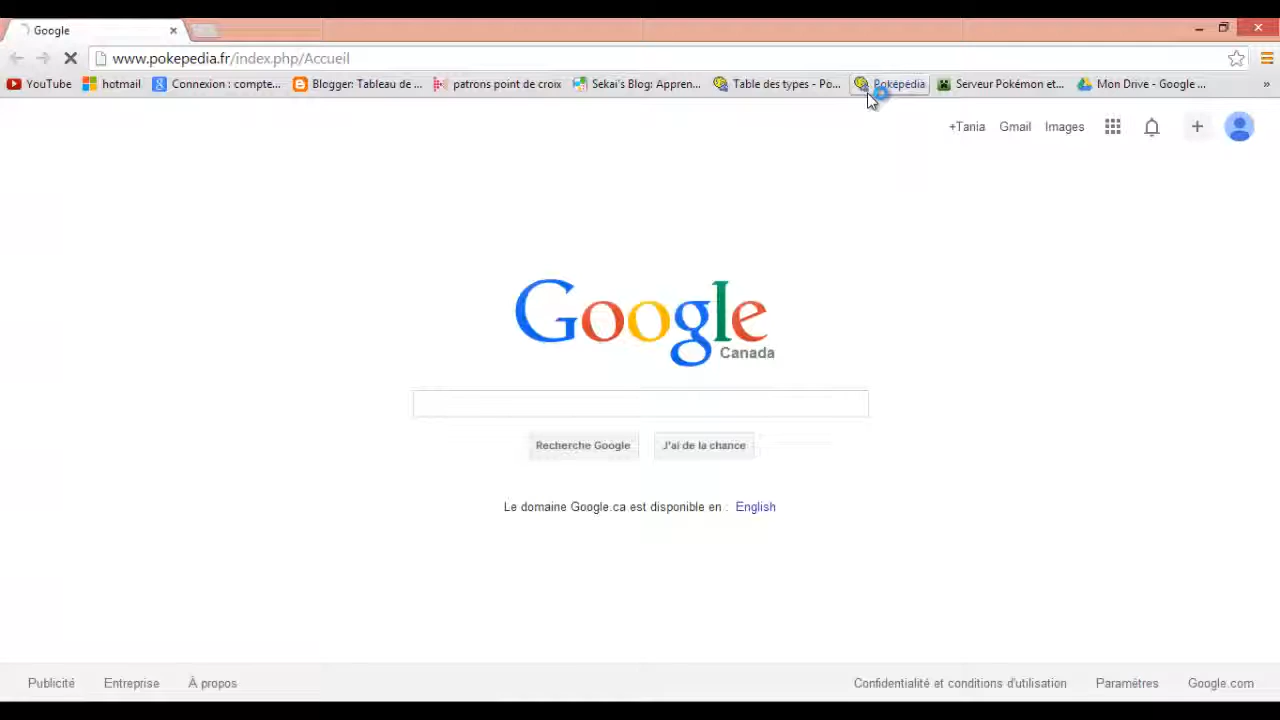 Google
www.pokepedia.fr/index.php/Accueil
YouTube hotmail Connexion : compte... Blogger: Tableau de ... patrons point de croix Sekai's Blog: Appren... Table des types - Po... Poképédia Serveur Pokémon et... Mon Drive - Google ... »
+Tania Gmail Images
Google
Canada
Recherche Google J'ai de la chance
Le domaine Google.ca est disponible en : English
Publicité Entreprise À propos Confidentialité et conditions d'utilisation Paramètres Google.com